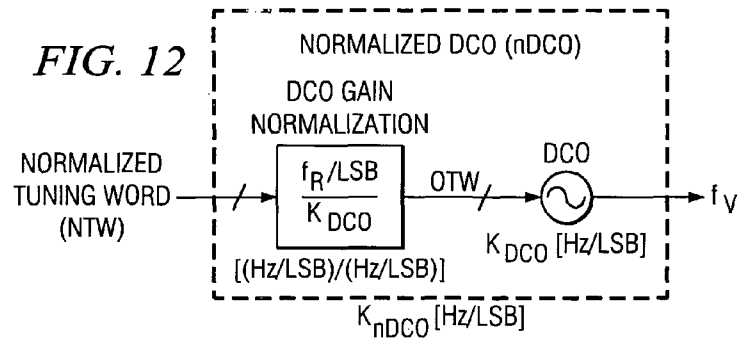 FIG. 12
NORMALIZED DCO (nDCO)
DCO GAIN
NORMALIZATION
NORMALIZED
TUNING WORD
(NTW)
f_R/LSB
K_DCO
[(Hz/LSB)/(Hz/LSB)]
OTW
DCO
K_DCO [Hz/LSB]
f_V
K_nDCO [Hz/LSB]